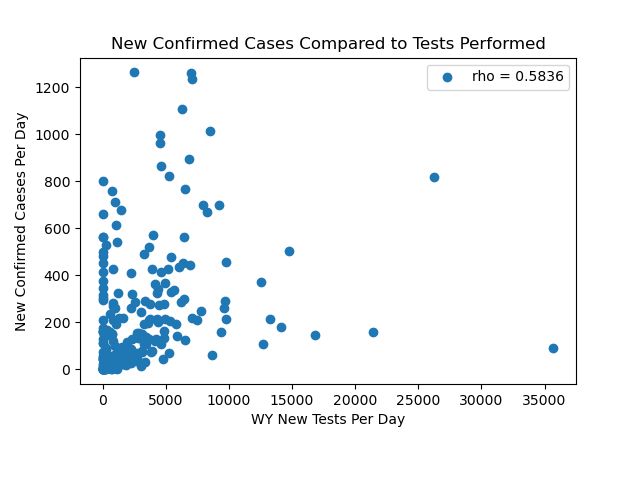 New Confirmed Cases Compared to Tests Performed
rho = 0.5836
New Confirmed Caeses Per Day
1200
1000
800
600
400
200
0
0 5000 10000 15000 20000 25000 30000 35000
WY New Tests Per Day